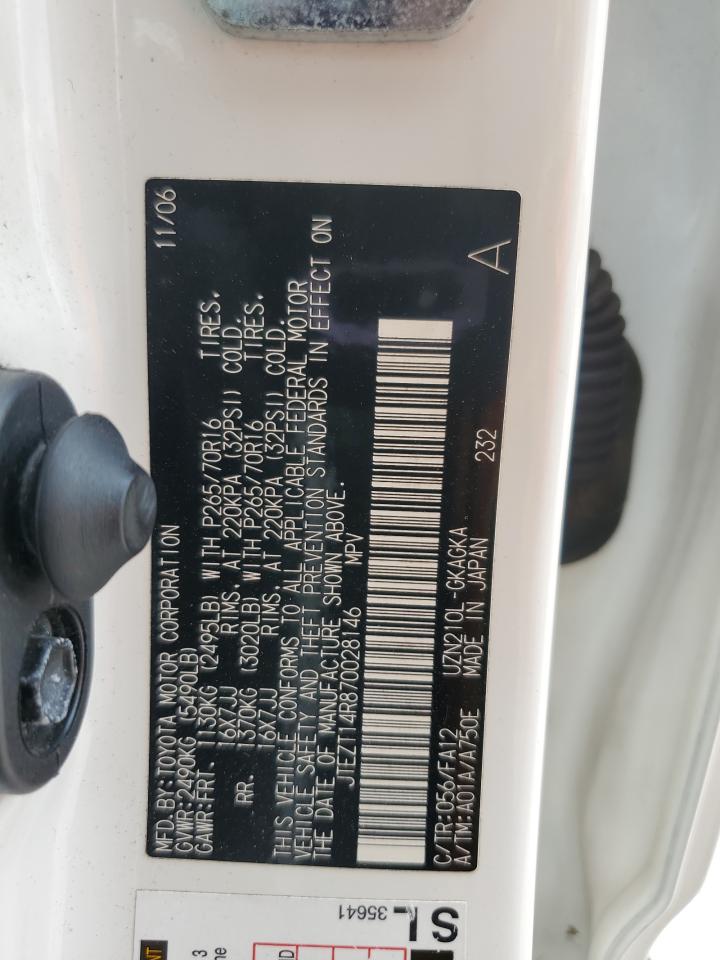 MFD. BY: TOYOTA MOTOR CORPORATION 11/06
GVWR: 2490KG (5490LB)
GAWR: FRT. 1130KG (2495LB) WITH P265/70R16 TIRES.
16X7JJ RIMS. AT 220KPA (32PSI) COLD.
RR. 1370KG (3020LB) WITH P265/70R16 TIRES.
16X7JJ RIMS. AT 220KPA (32PSI) COLD.
THIS VEHICLE CONFORMS TO ALL APPLICABLE FEDERAL MOTOR
VEHICLE SAFETY AND THEFT PREVENTION STANDARDS IN EFFECT ON
THE DATE OF MANUFACTURE SHOWN ABOVE.
JTEZT14R870028146 MPV
C/TR: 056/FA12 UZN210L-GKAGKA
A/TM: A01A/A750E MADE IN JAPAN 232 A
35641
SL
3